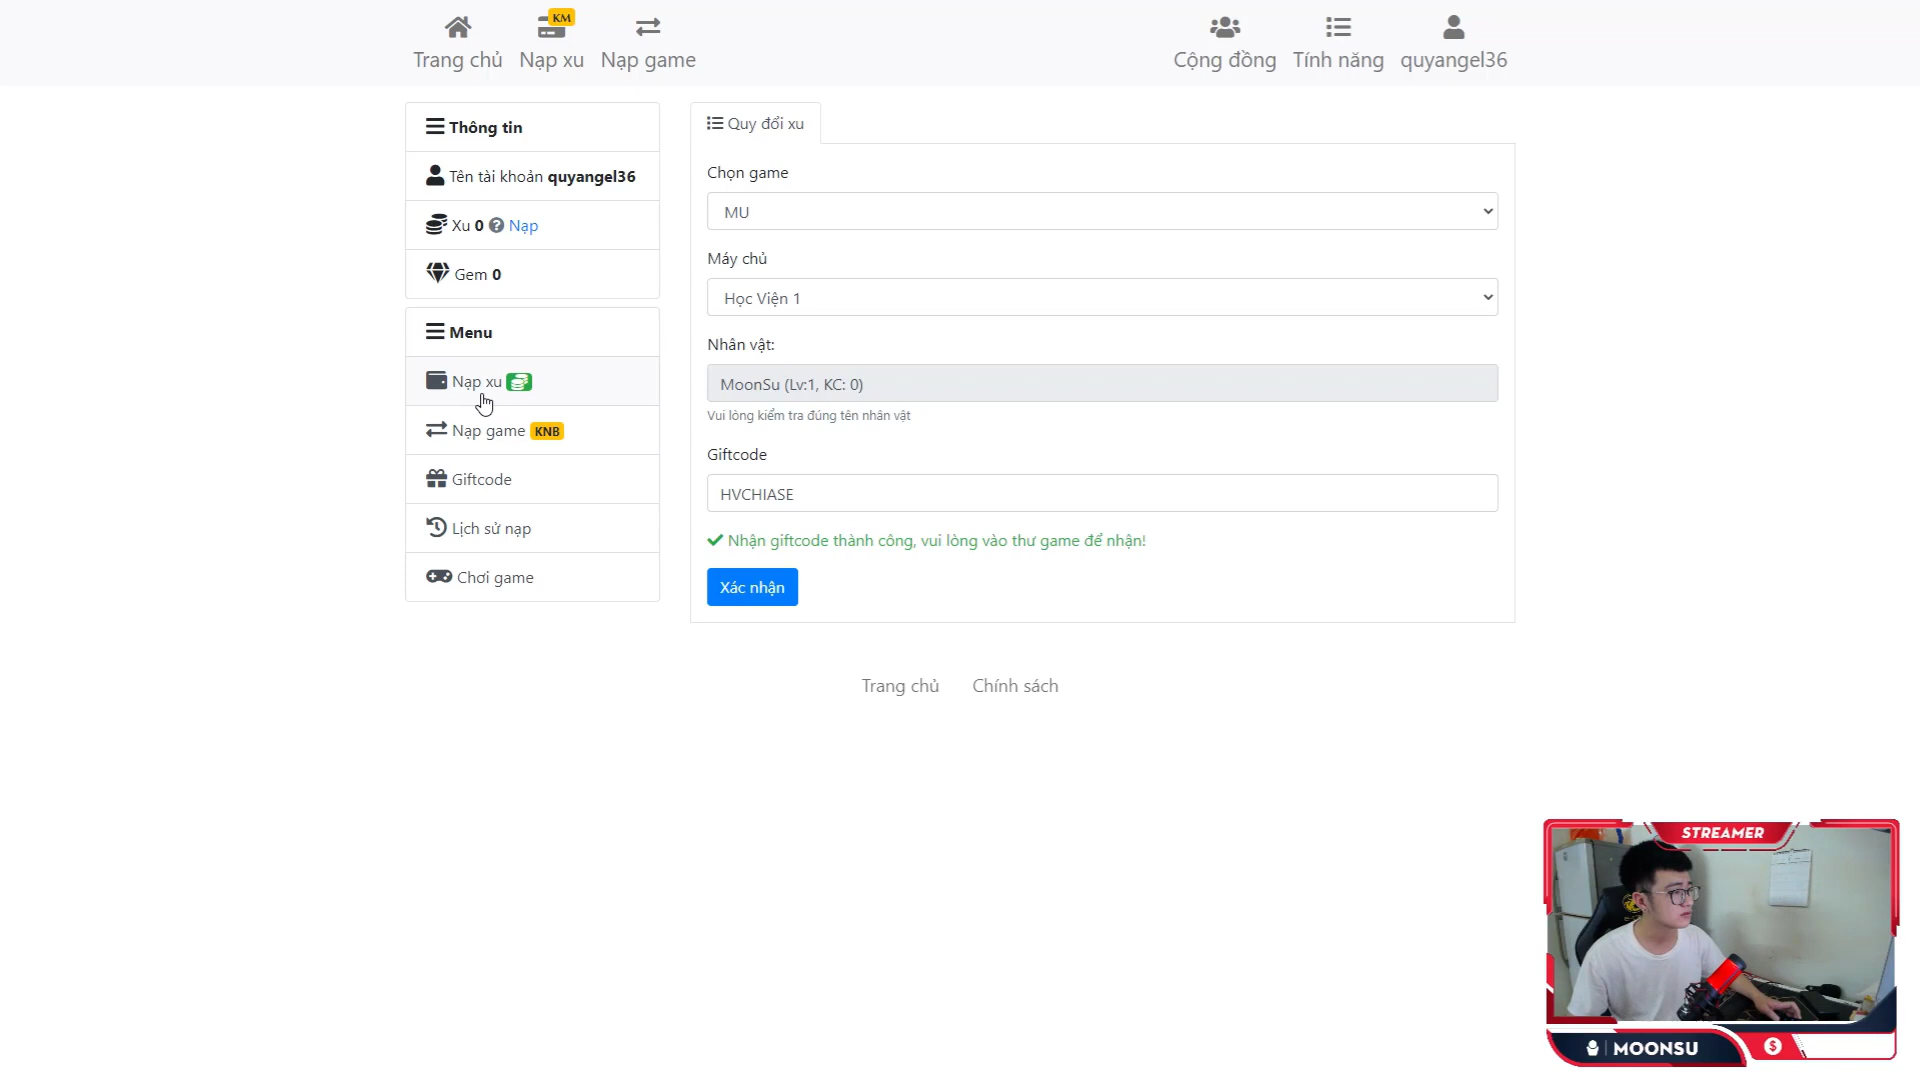 KM
Trang chủ
Nạp xu
Nạp game
Cộng đồng
Tính năng
quyangel36
Thông tin
Tên tài khoản quyangel36
Xu 0 Nạp
Gem 0
Menu
Nạp xu
Nạp game KNB
Giftcode
Lịch sử nạp
Chơi game
Quy đổi xu
Chọn game
MU
Máy chủ
Học Viện 1
Nhân vật:
MoonSu (Lv:1, KC: 0)
Vui lòng kiểm tra đúng tên nhân vật
Giftcode
HVCHIASE
Nhận giftcode thành công, vui lòng vào thư game để nhận!
Xác nhận
Trang chủ
Chính sách
STREAMER
MOONSU